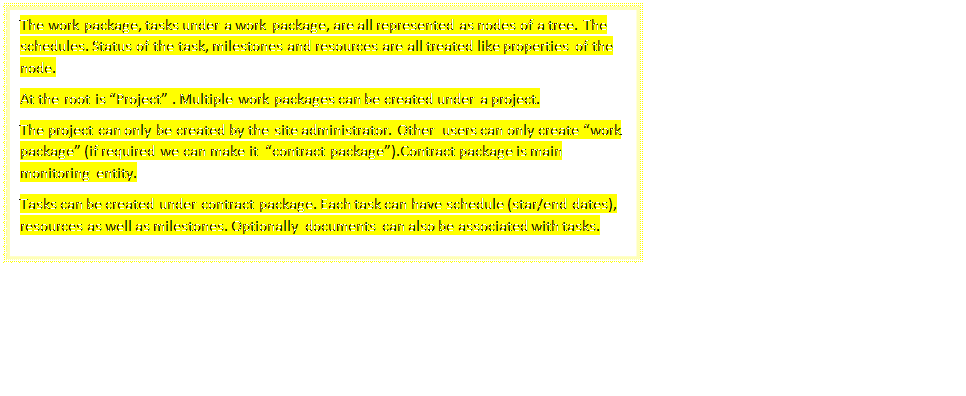 The work package, tasks under a work package, are all represented as nodes of a tree. The
schedules. Status of the task, milestones and resources are all treated like properties of the
node.
At the root is “Project” . Multiple work packages can be created under a project.
The project can only be created by the site administrator. Other users can only create “work
package” (if required we can make it “contract package”).Contract package is main
monitoring entity.
Tasks can be created under contract package. Each task can have schedule (star/end dates),
resources as well as milestones. Optionally documents can also be associated with tasks.